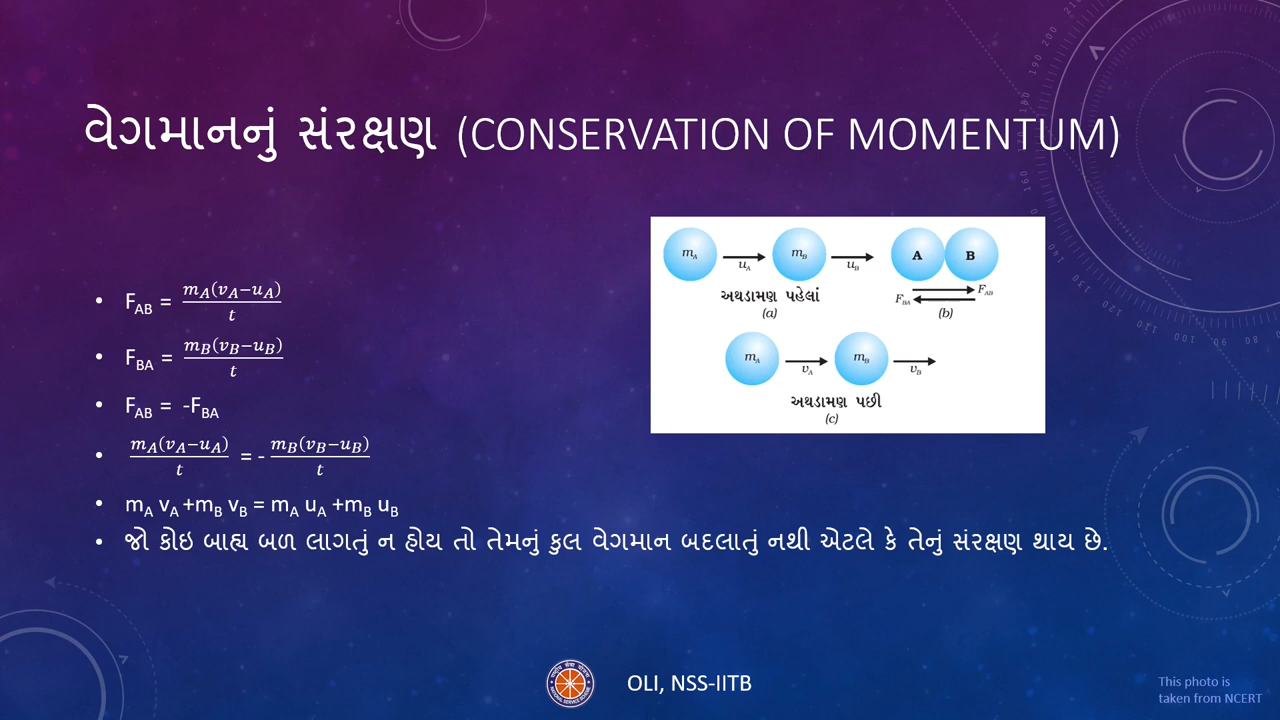 વેગમાનનું સંરક્ષણ (CONSERVATION OF MOMENTUM)
• F_AB = m_A(v_A−u_A)/t
• F_BA = m_B(v_B−u_B)/t
• F_AB = -F_BA
• m_A(v_A−u_A)/t = - m_B(v_B−u_B)/t
• m_A v_A +m_B v_B = m_A u_A +m_B u_B
• જો કોઇ બાહ્ય બળ લાગતું ન હોય તો તેમનું કુલ વેગમાન બદલાતું નથી એટલે કે તેનું સંરક્ષણ થાય છે.
m_A u_A m_B u_B
અથડામણ પહેલાં
(a)
A B
F_AB
F_BA
(b)
m_A v_A m_B v_B
અથડામણ પછી
(c)
OLI, NSS-IITB
This photo is
taken from NCERT